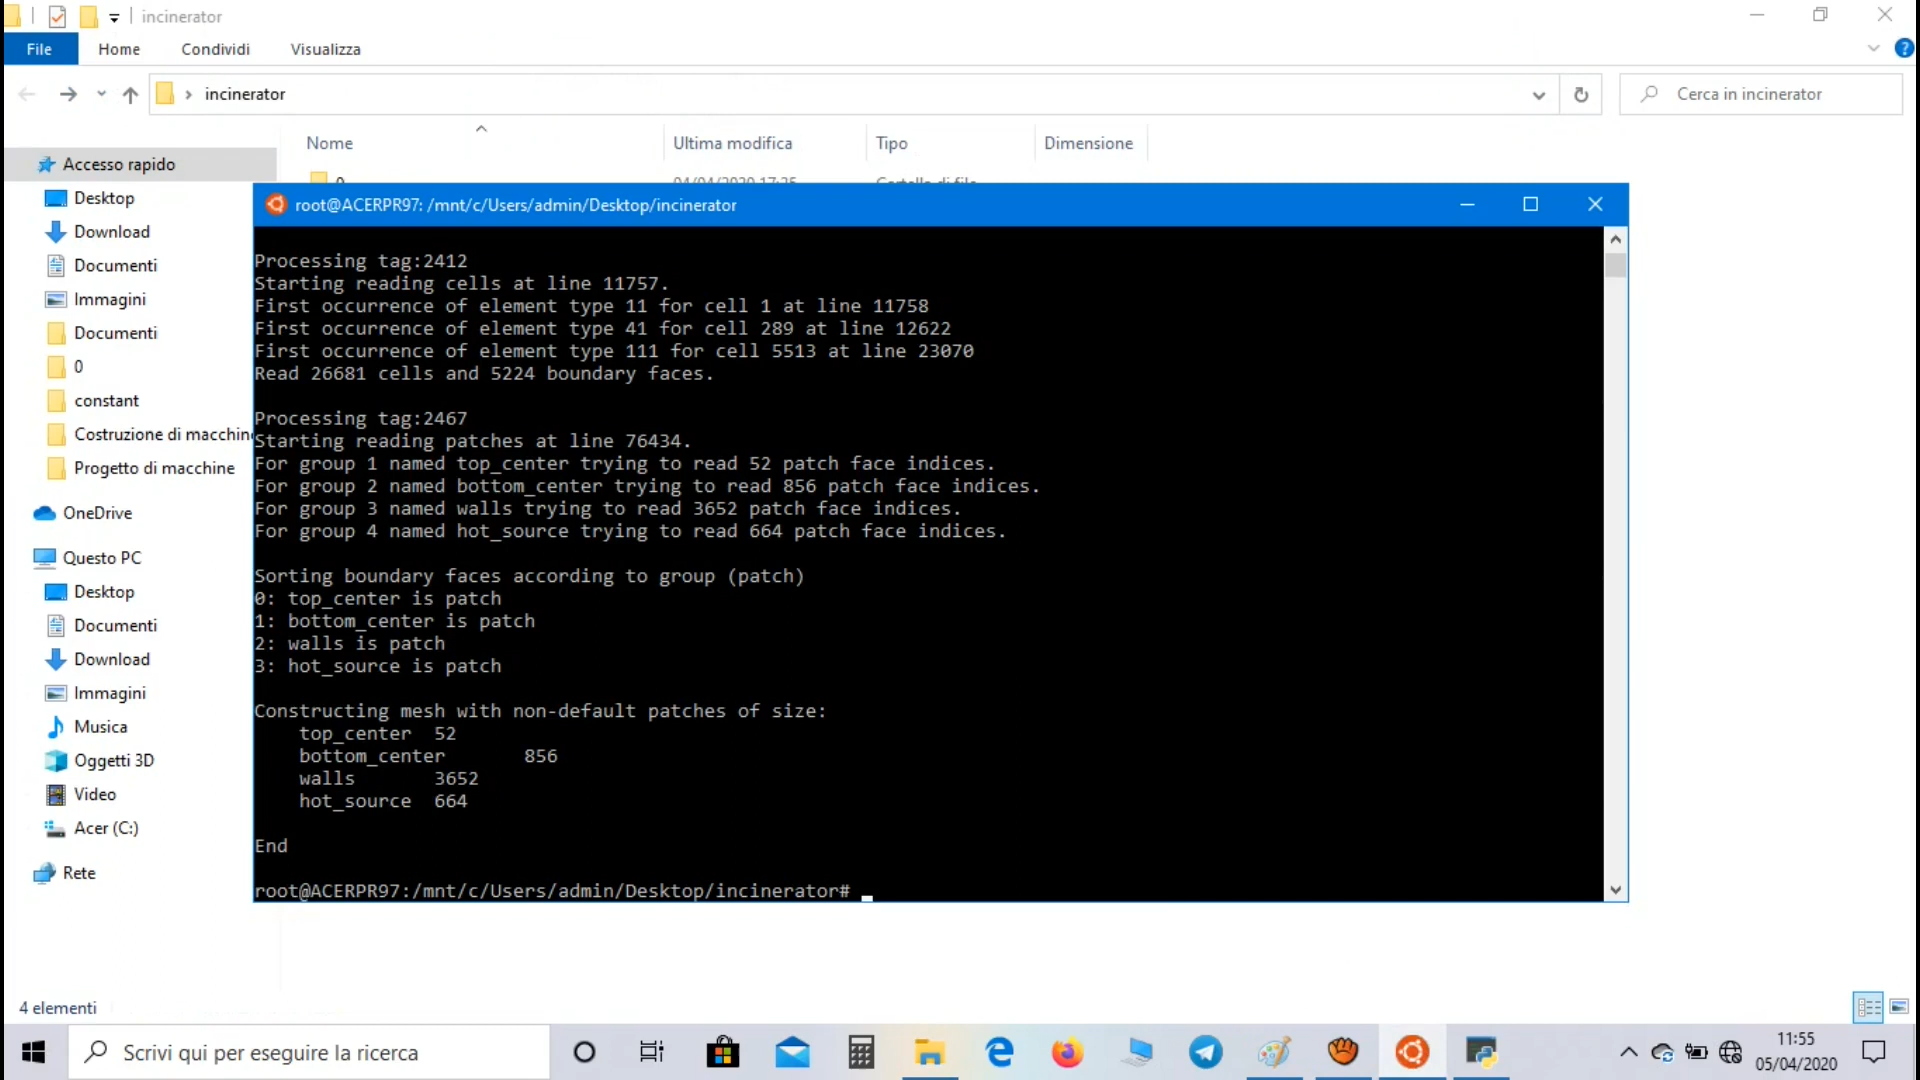 incinerator
File Home Condividi Visualizza
incinerator
Cerca in incinerator
Nome Ultima modifica Tipo Dimensione
0 04/04/2020 17:35 Cartella di file
Accesso rapido
Desktop
Download
Documenti
Immagini
Documenti
0
constant
Costruzione di macchin
Progetto di macchine
OneDrive
Questo PC
Desktop
Documenti
Download
Immagini
Musica
Oggetti 3D
Video
Acer (C:)
Rete
root@ACERPR97: /mnt/c/Users/admin/Desktop/incinerator
Processing tag:2412
Starting reading cells at line 11757.
First occurrence of element type 11 for cell 1 at line 11758
First occurrence of element type 41 for cell 289 at line 12622
First occurrence of element type 111 for cell 5513 at line 23070
Read 26681 cells and 5224 boundary faces.
Processing tag:2467
Starting reading patches at line 76434.
For group 1 named top_center trying to read 52 patch face indices.
For group 2 named bottom_center trying to read 856 patch face indices.
For group 3 named walls trying to read 3652 patch face indices.
For group 4 named hot_source trying to read 664 patch face indices.
Sorting boundary faces according to group (patch)
0: top_center is patch
1: bottom_center is patch
2: walls is patch
3: hot_source is patch
Constructing mesh with non-default patches of size:
top_center 52
bottom_center 856
walls 3652
hot_source 664
End
root@ACERPR97:/mnt/c/Users/admin/Desktop/incinerator#
4 elementi
Scrivi qui per eseguire la ricerca
11:55
05/04/2020